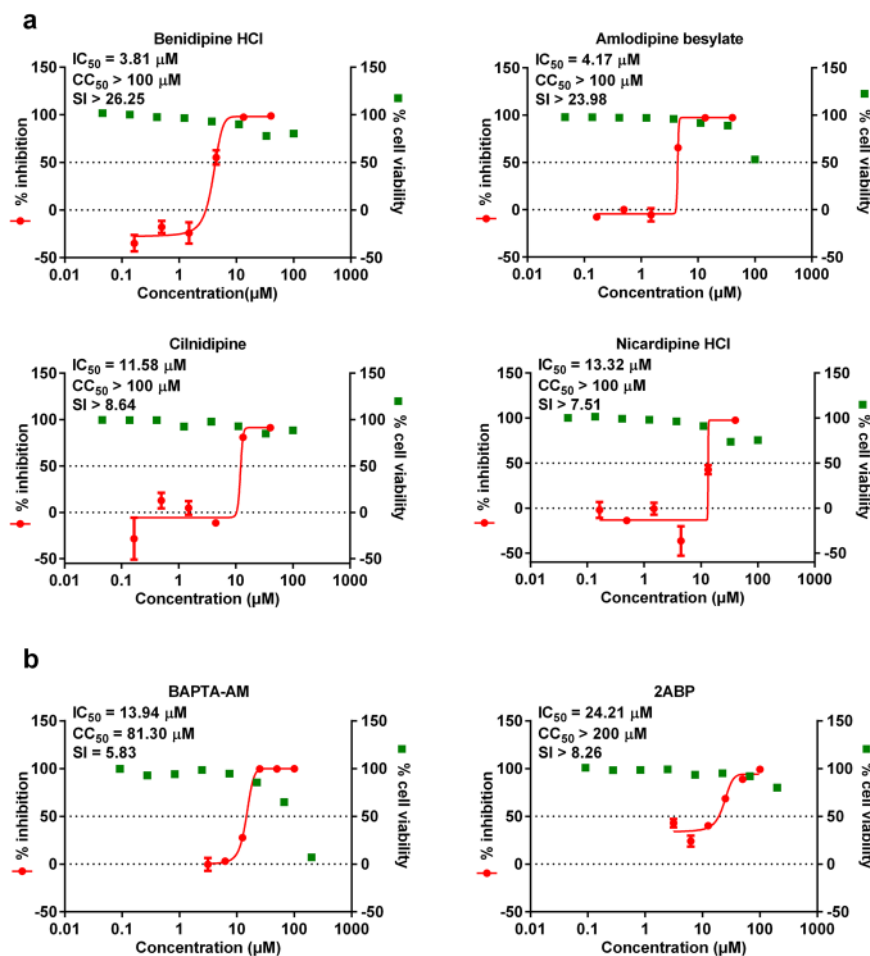 a
Benidipine HCl
IC50 = 3.81 µM
CC50 > 100 µM
SI > 26.25
150
100
50
0
-50
% inhibition
150
100
50
0
-50
% cell viability
0.01 0.1 1 10 100 1000
Concentration(µM)
Amlodipine besylate
IC50 = 4.17 µM
CC50 > 100 µM
SI > 23.98
150
100
50
0
-50
% inhibition
150
100
50
0
-50
% cell viability
0.01 0.1 1 10 100 1000
Concentration (µM)
Cilnidipine
IC50 = 11.58 µM
CC50 > 100 µM
SI > 8.64
150
100
50
0
-50
% inhibition
150
100
50
0
-50
% cell viability
0.01 0.1 1 10 100 1000
Concentration (µM)
Nicardipine HCl
IC50 = 13.32 µM
CC50 > 100 µM
SI > 7.51
150
100
50
0
-50
% inhibition
150
100
50
0
-50
% cell viability
0.01 0.1 1 10 100 1000
Concentration (µM)
b
BAPTA-AM
IC50 = 13.94 µM
CC50 = 81.30 µM
SI = 5.83
150
100
50
0
-50
% inhibition
150
100
50
0
-50
% cell viability
0.01 0.1 1 10 100 1000
Concentration (µM)
2ABP
IC50 = 24.21 µM
CC50 > 200 µM
SI > 8.26
150
100
50
0
-50
% inhibition
150
100
50
0
-50
% cell viability
0.01 0.1 1 10 100 1000
Concentration (µM)